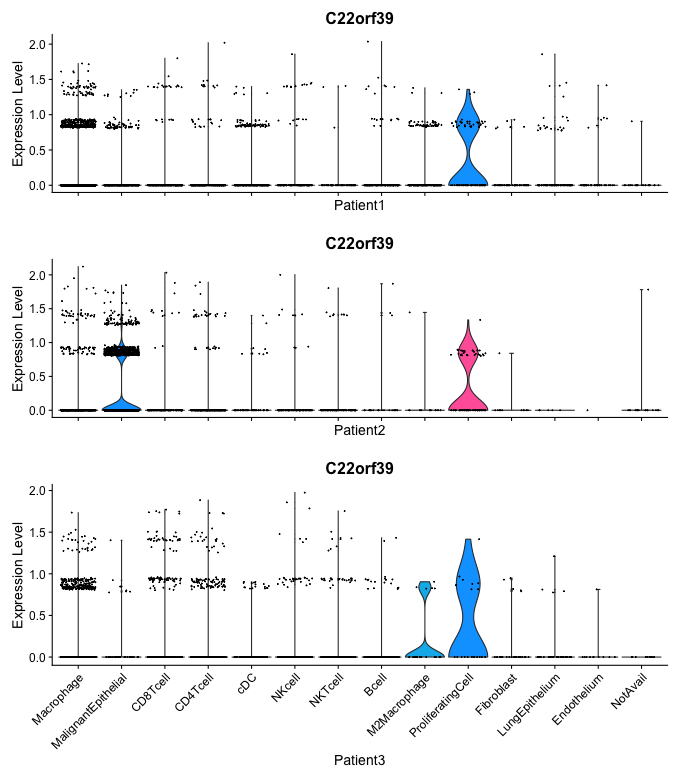 C22orf39
Expression Level
2.0
1.5
1.0
0.5
0.0
Patient1
C22orf39
Expression Level
2.0
1.5
1.0
0.5
0.0
Patient2
C22orf39
Expression Level
2.0
1.5
1.0
0.5
0.0
Macrophage
MalignantEpithelial
CD8Tcell
CD4Tcell
cDC
NKcell
NKTcell
Bcell
M2Macrophage
ProliferatingCell
Fibroblast
LungEpithelium
Endothelium
NotAvail
Patient3